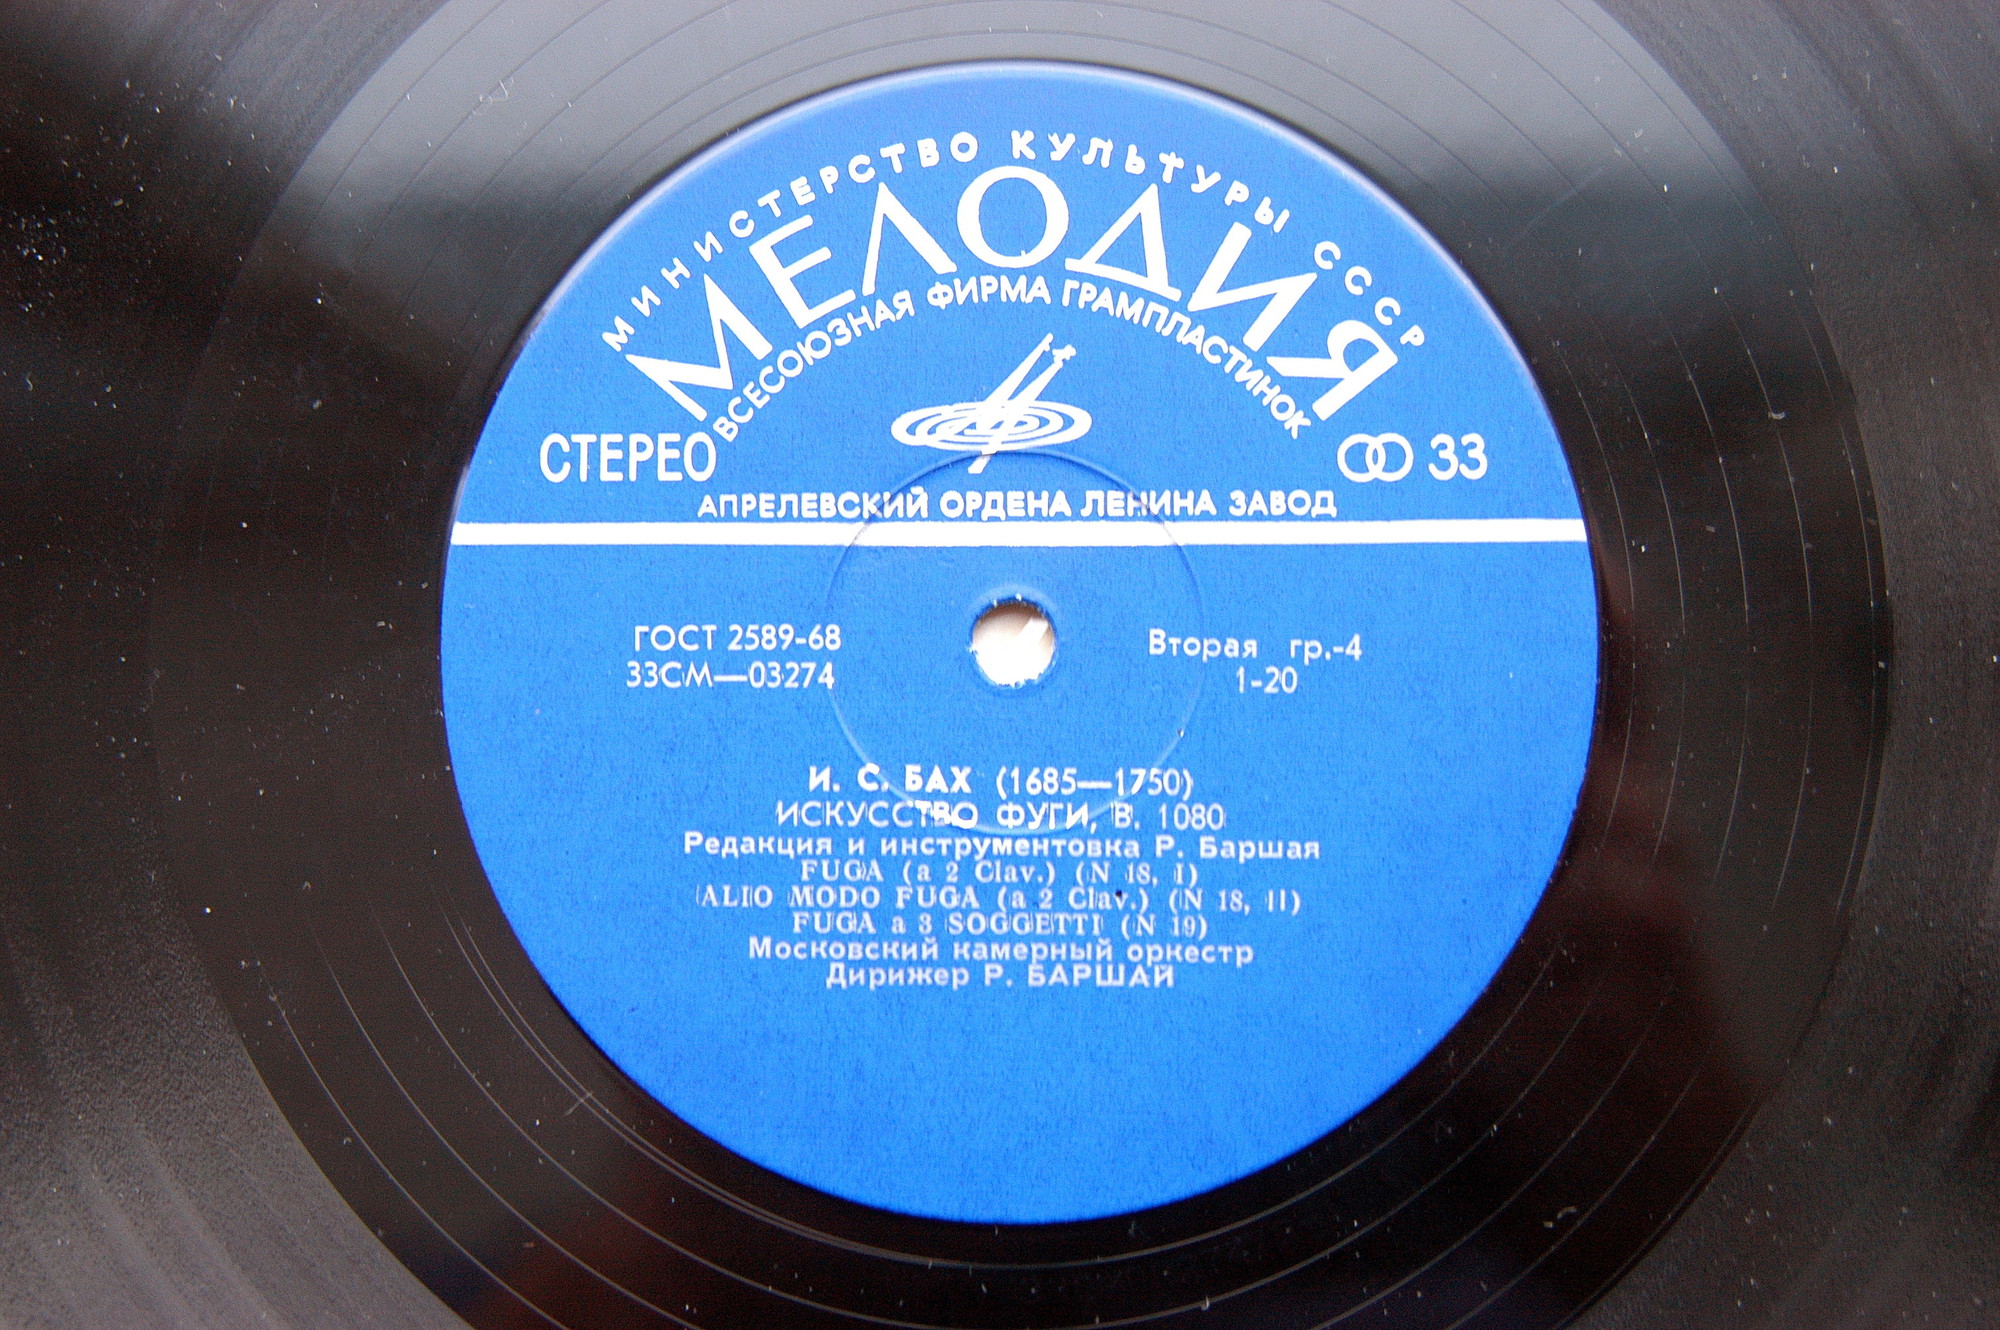 МИНИСТЕРСТВО КУЛЬТУРЫ СССР
МЕЛОДИЯ
ВСЕСОЮЗНАЯ ФИРМА ГРАМПЛАСТИНОК
СТЕРЕО
33
АПРЕЛЕВСКИЙ ОРДЕНА ЛЕНИНА ЗАВОД
ГОСТ 2589-68
33СМ—03274
Вторая гр.-4
1-20
И. С. БАХ (1685—1750)
ИСКУССТВО ФУГИ, В. 1080
Редакция и инструментовка Р. Баршая
FUGA (a 2 Clav.) (N 18, I)
ALIO MODO FUGA (a 2 Clav.) (N 18, II)
FUGA a 3 SOGGETTI (N 19)
Московский камерный оркестр
Дирижер Р. БАРШАЙ